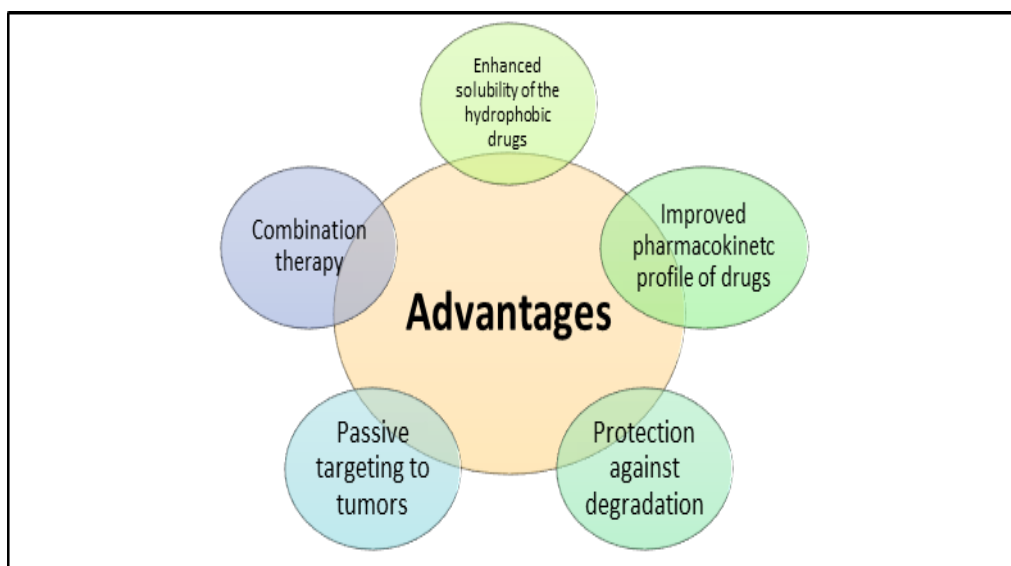 Enhanced
solubility of the
hydrophobic
drugs
Improved
pharmacokinetc
profile of drugs
Combination
therapy
Advantages
Passive
targeting to
tumors
Protection
against
degradation